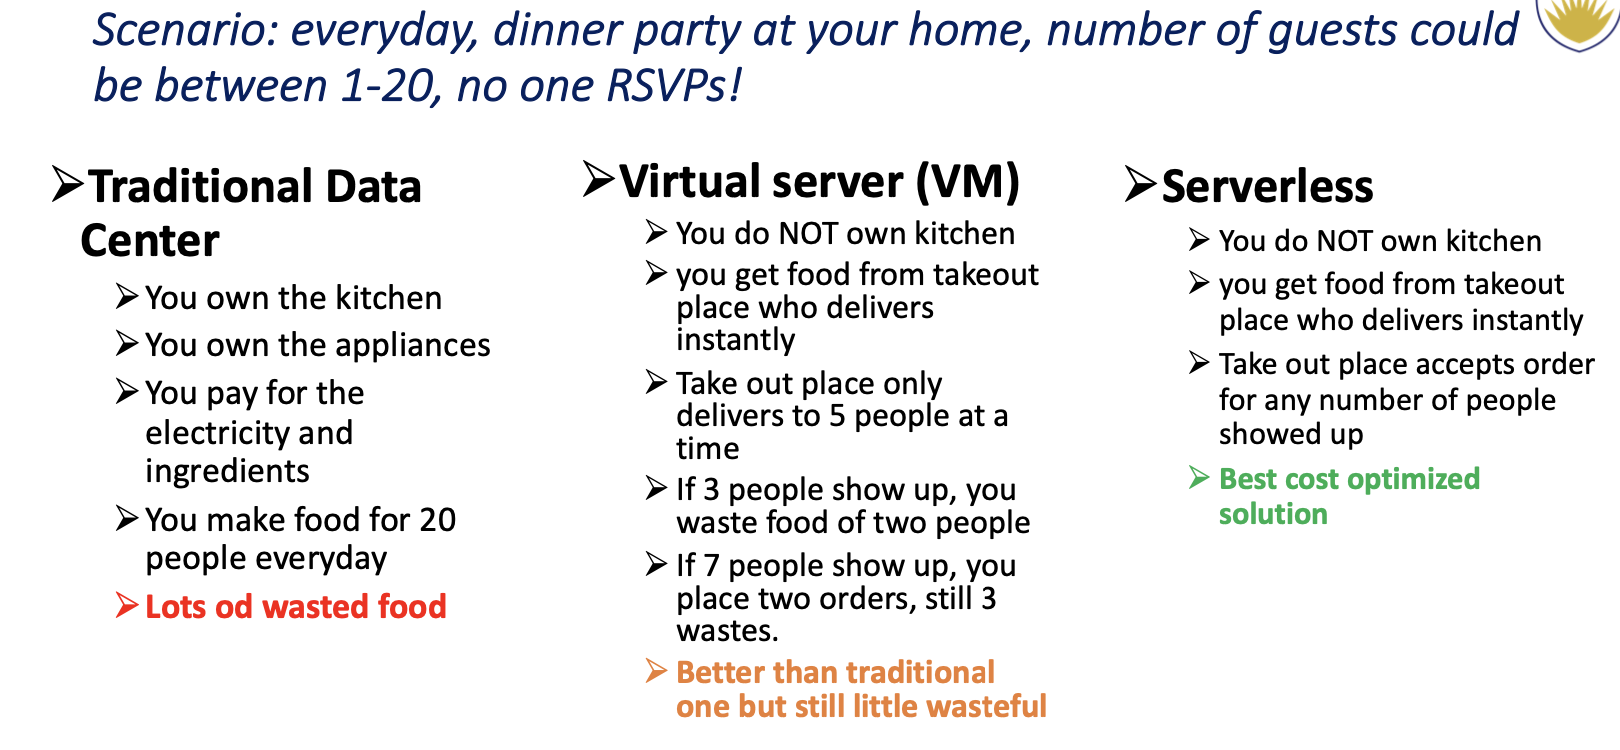 Scenario: everyday, dinner party at your home, number of guests could
be between 1-20, no one RSVPs!
➢Traditional Data
Center
➢You own the kitchen
➢You own the appliances
➢You pay for the
electricity and
ingredients
➢You make food for 20
people everyday
➢Lots od wasted food
➢Virtual server (VM)
➢You do NOT own kitchen
➢you get food from takeout
place who delivers
instantly
➢Take out place only
delivers to 5 people at a
time
➢If 3 people show up, you
waste food of two people
➢If 7 people show up, you
place two orders, still 3
wastes.
➢Better than traditional
one but still little wasteful
➢Serverless
➢You do NOT own kitchen
➢you get food from takeout
place who delivers instantly
➢Take out place accepts order
for any number of people
showed up
➢Best cost optimized
solution